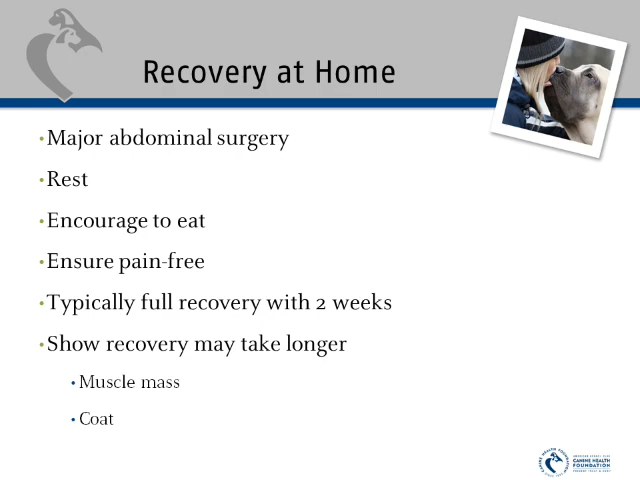 Recovery at Home
•Major abdominal surgery
•Rest
•Encourage to eat
•Ensure pain-free
•Typically full recovery with 2 weeks
•Show recovery may take longer
•Muscle mass
•Coat
CANINE HEALTH
FOUNDATION